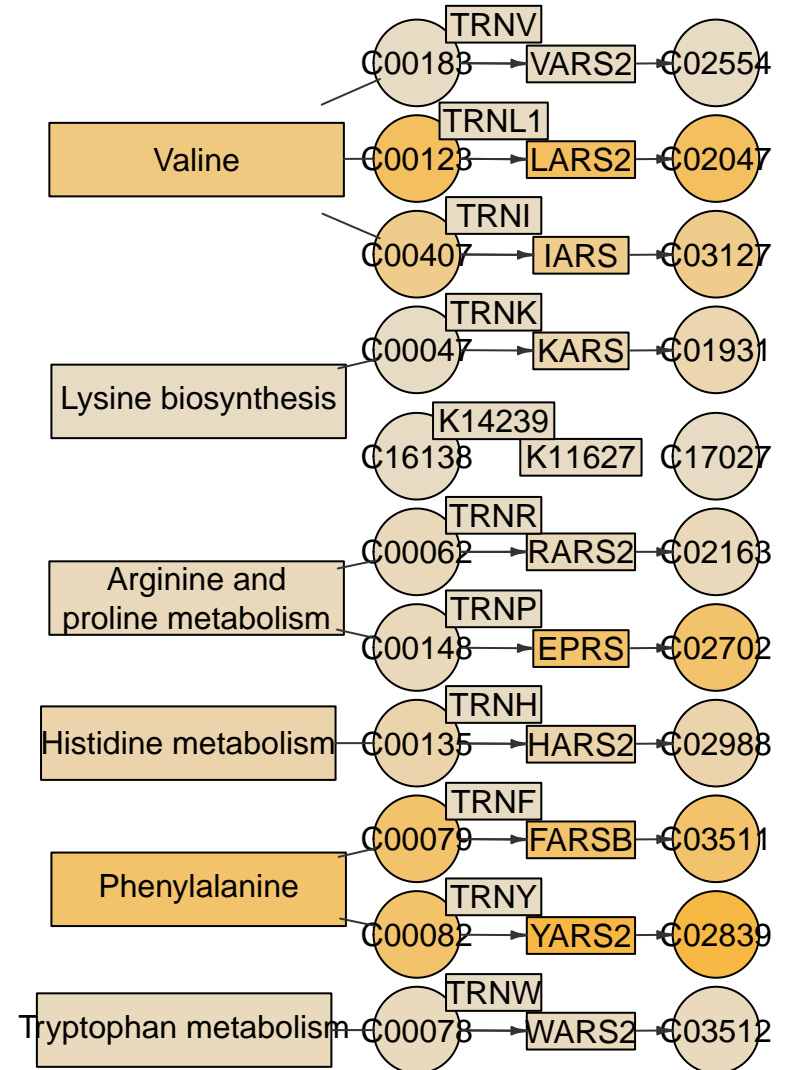 TRNV
C00183
VARS2
C02554
TRNL1
Valine
C00123
LARS2
C02047
TRNI
C00407
IARS
C03127
TRNK
C00047
KARS
C01931
Lysine biosynthesis
K14239
C16138
K11627
C17027
TRNR
C00062
RARS2
C02163
Arginine and
proline metabolism
TRNP
C00148
EPRS
C02702
TRNH
Histidine metabolism
C00135
HARS2
C02988
TRNF
C00079
FARSB
C03511
Phenylalanine
TRNY
C00082
YARS2
C02839
TRNW
Tryptophan metabolism
C00078
WARS2
C03512